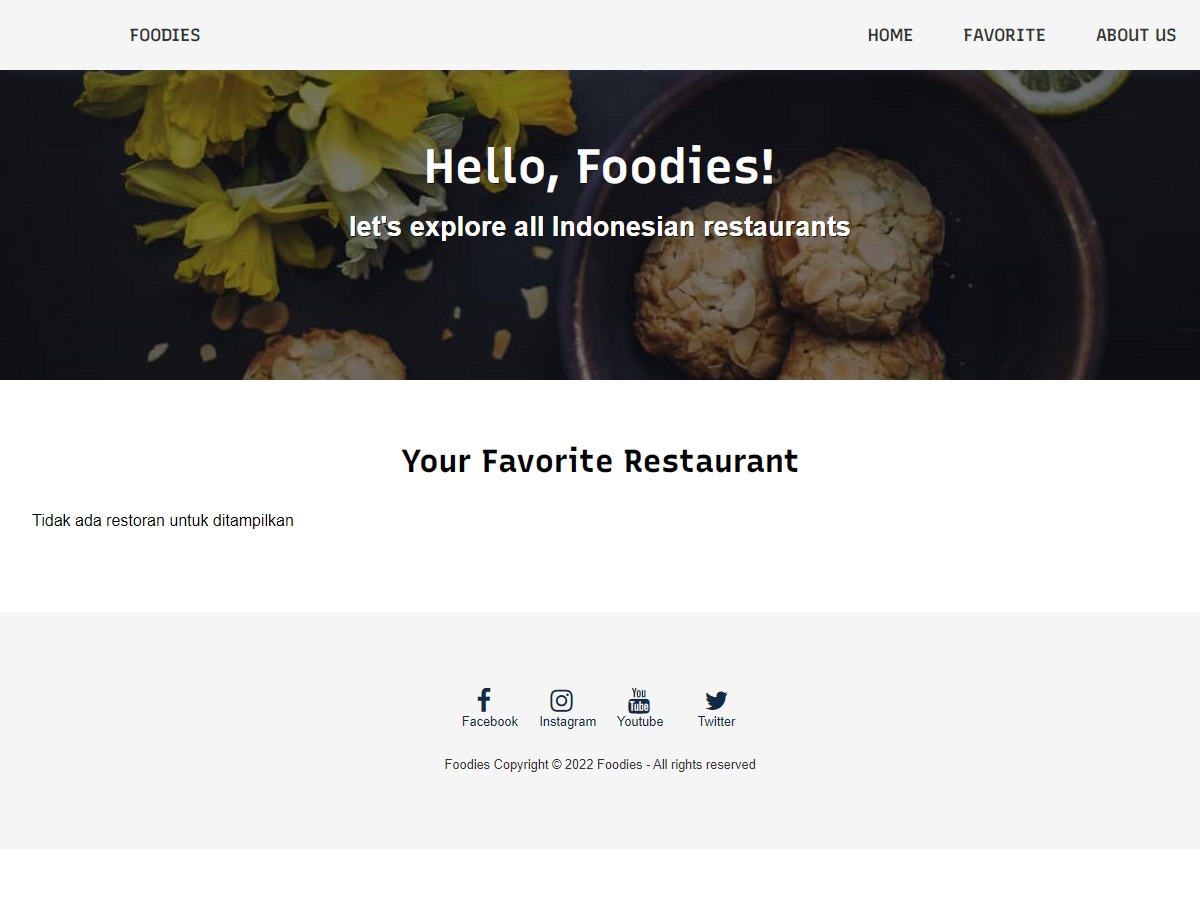 FOODIES
HOME FAVORITE ABOUT US
Hello, Foodies!
let's explore all Indonesian restaurants
Your Favorite Restaurant
Tidak ada restoran untuk ditampilkan
You
Tube
Facebook Instagram Youtube Twitter
Foodies Copyright © 2022 Foodies - All rights reserved